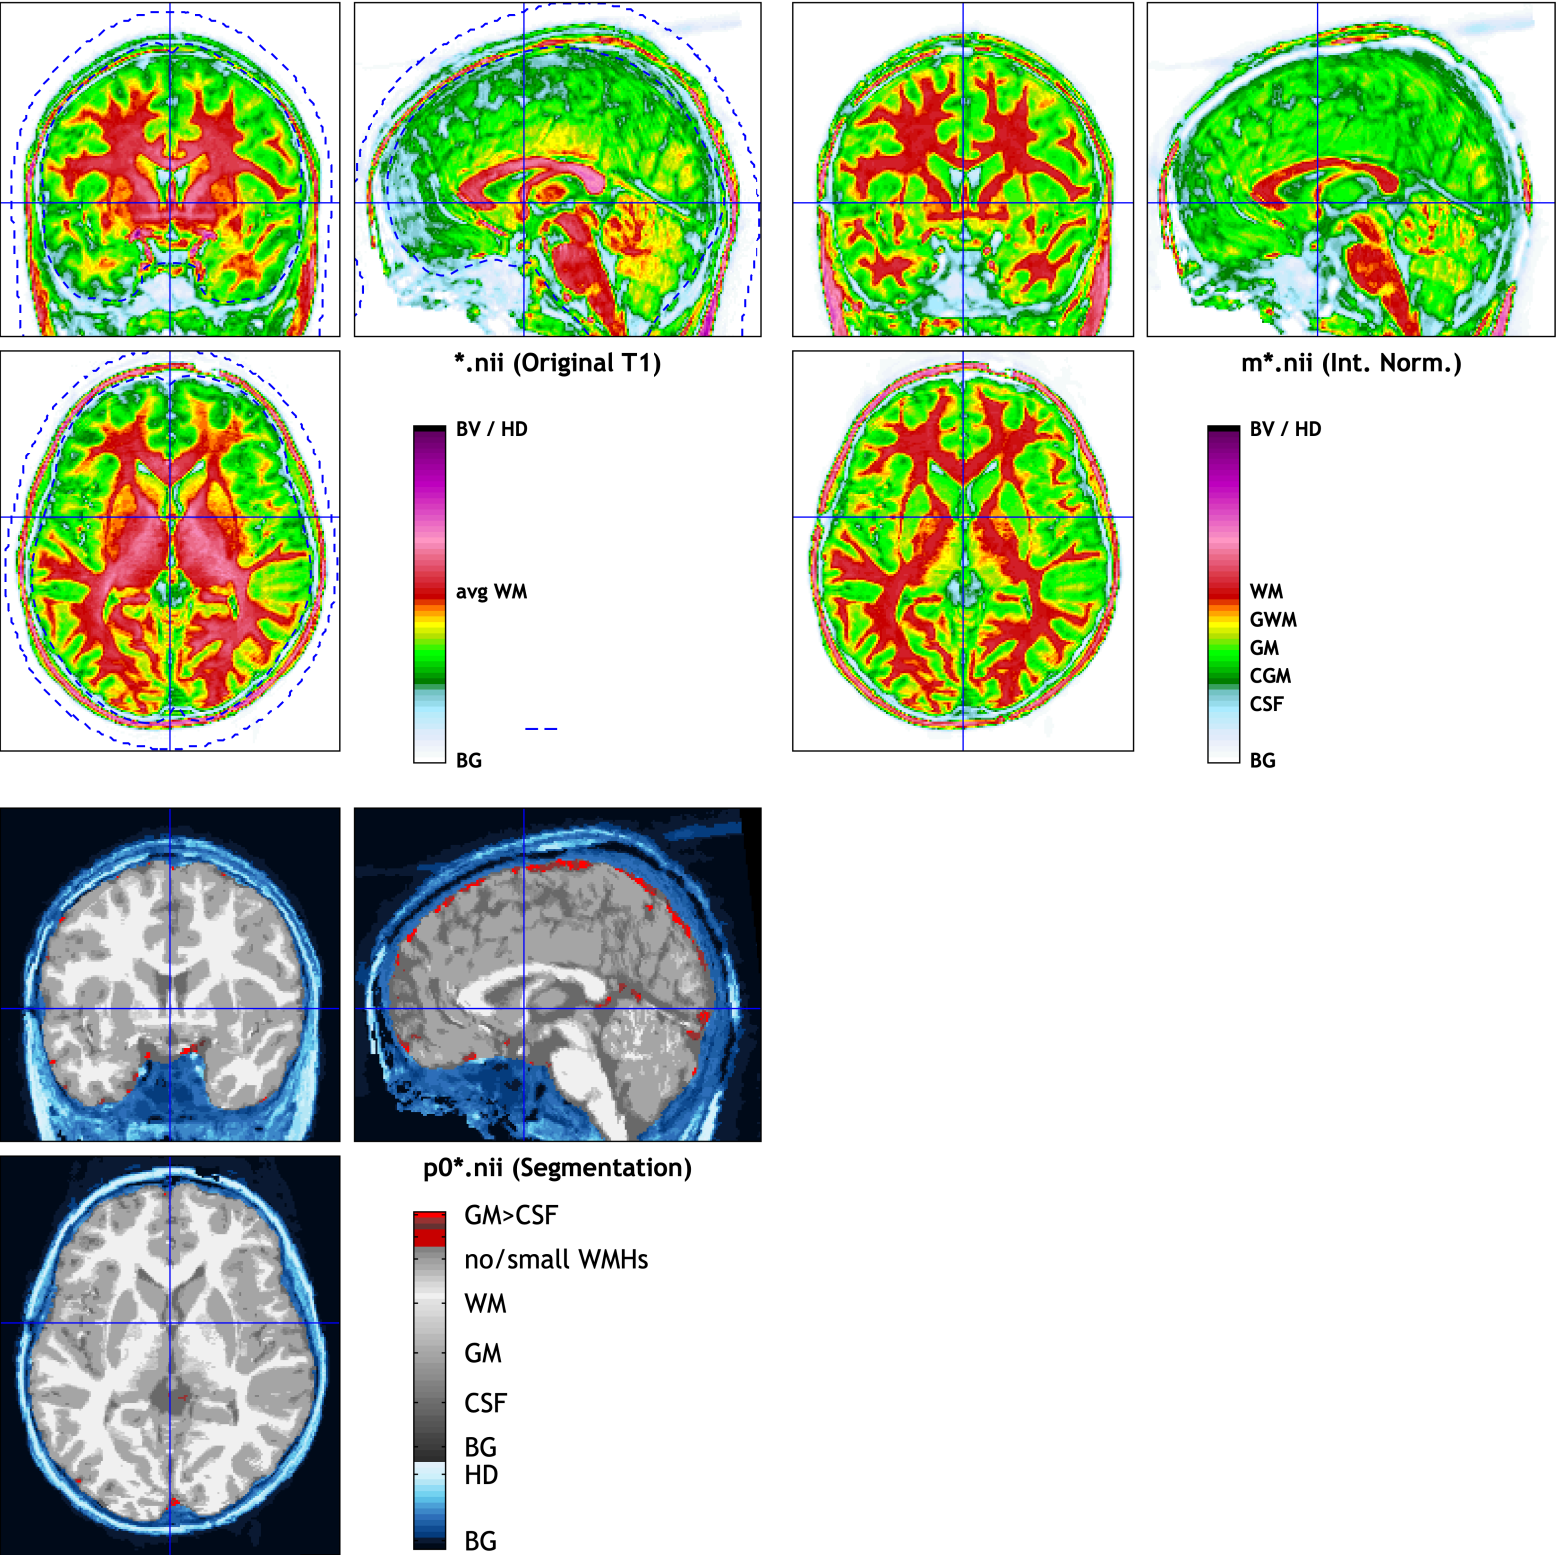 *.nii (Original T1)
BV / HD
avg WM
BG
m*.nii (Int. Norm.)
BV / HD
WM
GWM
GM
CGM
CSF
BG
p0*.nii (Segmentation)
GM>CSF
no/small WMHs
WM
GM
CSF
BG
HD
BG